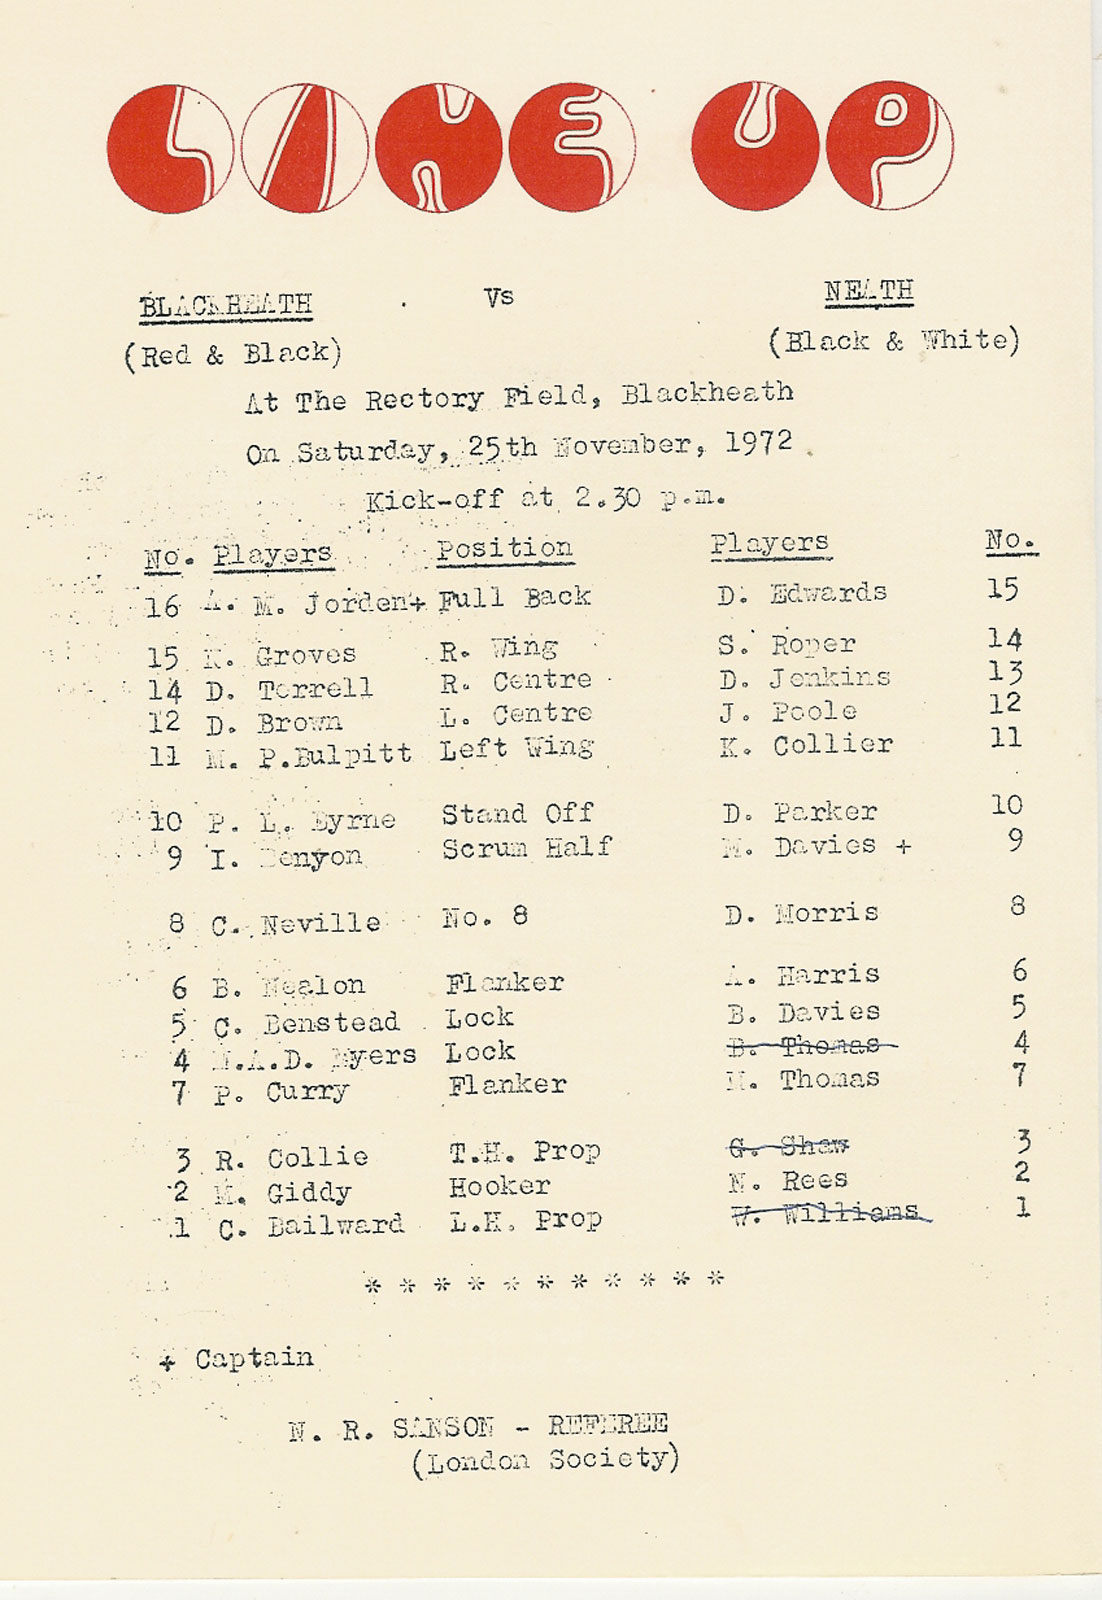 LINE UP
BLACKHEATH Vs NEATH
(Red & Black) (Black & White)
At The Rectory Field, Blackheath
On Saturday, 25th November, 1972
Kick-off at 2.30 p.m.
No. Players Position Players No.
16 A. M. Jorden+ Full Back D. Edwards 15
15 K. Groves R. Wing S. Roper 14
14 D. Torrell R. Centre D. Jenkins 13
12 D. Brown L. Centre J. Poole 12
11 M. P.Bulpitt Left Wing K. Collier 11
10 P. L. Byrne Stand Off D. Parker 10
9 I. Benyon Scrum Half M. Davies + 9
8 C. Neville No. 8 D. Morris 8
6 B. Nealon Flanker A. Harris 6
5 C. Benstead Lock B. Davies 5
4 M.A.D. Myers Lock B. Thomas 4
7 P. Curry Flanker M. Thomas 7
3 R. Collie T.H. Prop G. Shaw 3
2 M. Giddy Hooker N. Rees 2
1 C. Bailward L.H. Prop W. Williams 1
* * * * * * * * * * *
+ Captain
N. R. SANSON - REFEREE
(London Society)